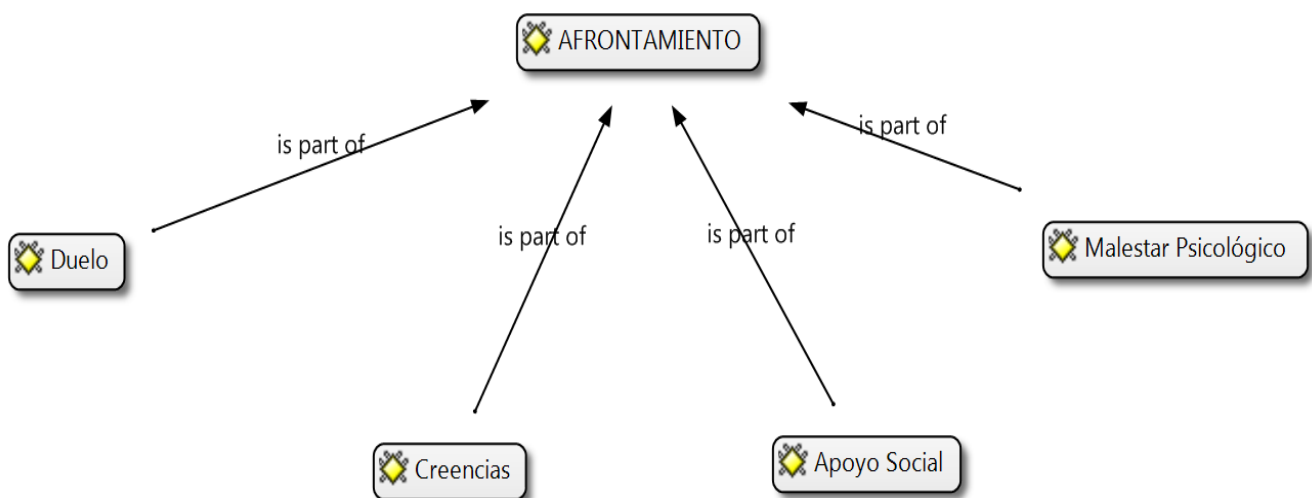 AFRONTAMIENTO
is part of
is part of
is part of
is part of
Duelo
Malestar Psicológico
Creencias
Apoyo Social